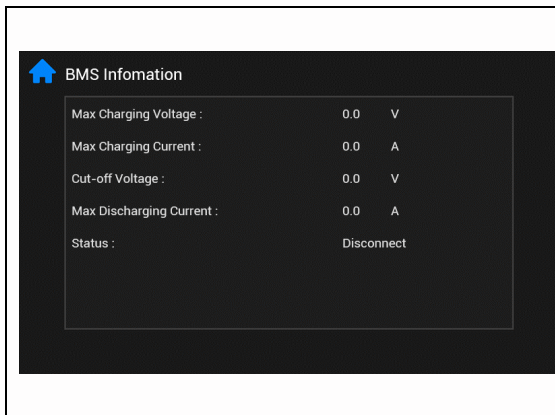 BMS Infomation
Max Charging Voltage : 0.0 V
Max Charging Current : 0.0 A
Cut-off Voltage : 0.0 V
Max Discharging Current : 0.0 A
Status : Disconnect